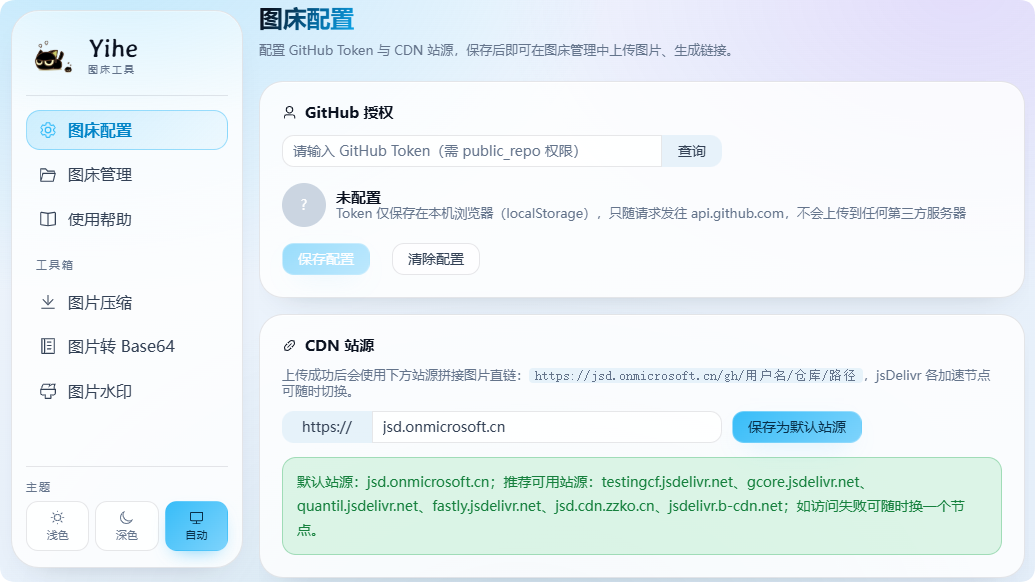 Yihe
图床工具
图床配置
图床管理
使用帮助
工具箱
图片压缩
图片转 Base64
图片水印
主题
浅色
深色
自动
图床配置
配置 GitHub Token 与 CDN 站源，保存后即可在图床管理中上传图片、生成链接。
GitHub 授权
请输入 GitHub Token（需 public_repo 权限） 查询
?
未配置
Token 仅保存在本机浏览器（localStorage），只随请求发往 api.github.com，不会上传到任何第三方服务器
保存配置 清除配置
CDN 站源
上传成功后会使用下方站源拼接图片直链： https://jsd.onmicrosoft.cn/gh/用户名/仓库/路径 ，jsDelivr 各加速节点
可随时切换。
https:// jsd.onmicrosoft.cn 保存为默认站源
默认站源：jsd.onmicrosoft.cn；推荐可用站源：testingcf.jsdelivr.net、gcore.jsdelivr.net、
quantil.jsdelivr.net、fastly.jsdelivr.net、jsd.cdn.zzko.cn、jsdelivr.b-cdn.net；如访问失败可随时换一个节
点。